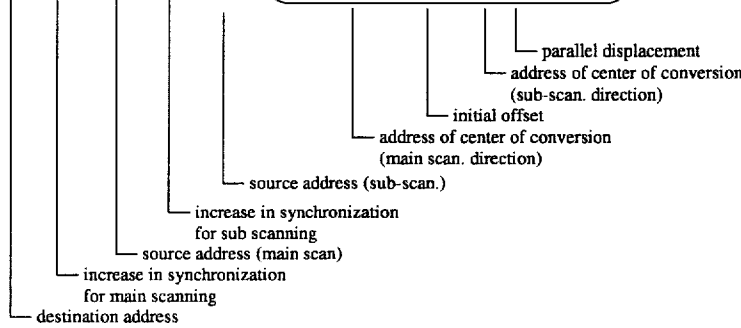 parallel displacement
address of center of conversion
(sub-scan. direction)
initial offset
address of center of conversion
(main scan. direction)
source address (sub-scan.)
increase in synchronization
for sub scanning
source address (main scan)
increase in synchronization
for main scanning
destination address